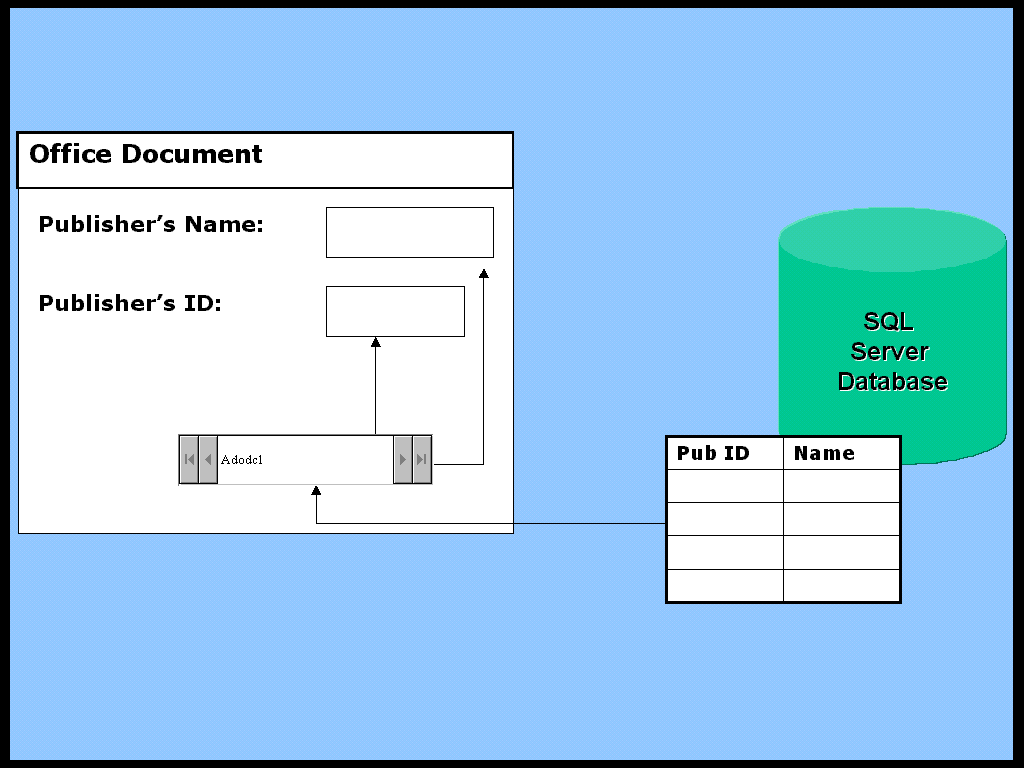 Office Document
Publisher’s Name:
Publisher’s ID:
SQL
Server
Database
Adodc1
Pub ID Name